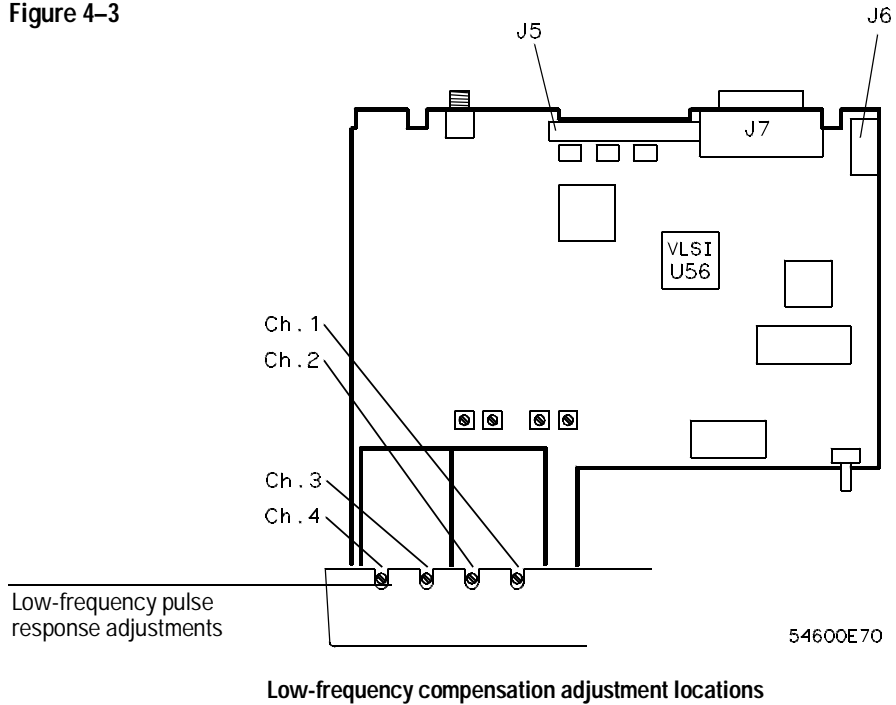 Figure 4–3
J5
J6
J7
VLSI
U56
Ch.1
Ch.2
Ch.3
Ch.4
Low-frequency pulse
response adjustments
54600E70
Low-frequency compensation adjustment locations